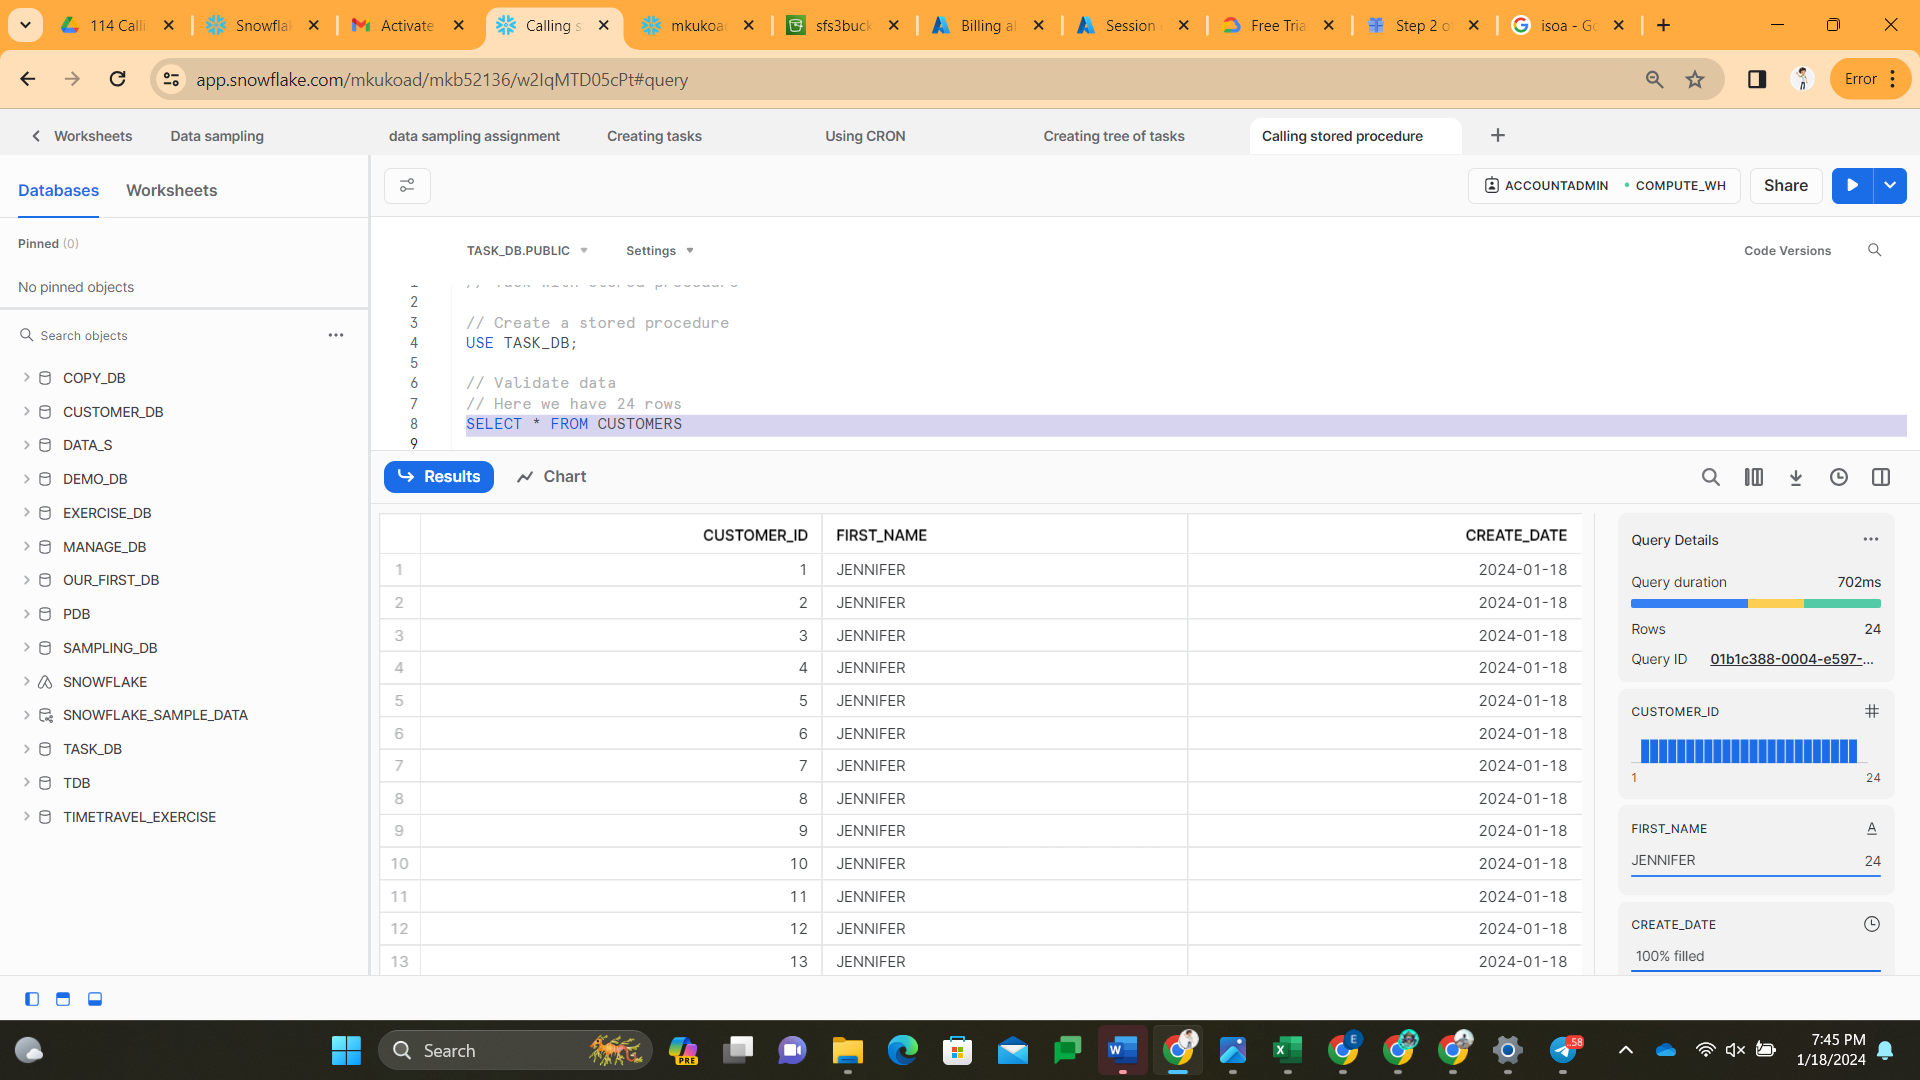 114 Calli
Snowflak
Activate
Calling s
mkukoad
sfs3buck
Billing al
Session
Free Tria
Step 2 o
isoa - Go
app.snowflake.com/mkukoad/mkb52136/w2IqMTD05cPt#query
Error
Worksheets
Data sampling
data sampling assignment
Creating tasks
Using CRON
Creating tree of tasks
Calling stored procedure
Databases
Worksheets
ACCOUNTADMIN
COMPUTE_WH
Share
Pinned (0)
No pinned objects
Search objects
COPY_DB
CUSTOMER_DB
DATA_S
DEMO_DB
EXERCISE_DB
MANAGE_DB
OUR_FIRST_DB
PDB
SAMPLING_DB
SNOWFLAKE
SNOWFLAKE_SAMPLE_DATA
TASK_DB
TDB
TIMETRAVEL_EXERCISE
TASK_DB.PUBLIC
Settings
Code Versions
1 // Task with stored procedure
2
3 // Create a stored procedure
4 USE TASK_DB;
5
6 // Validate data
7 // Here we have 24 rows
8 SELECT * FROM CUSTOMERS
9
Results
Chart
CUSTOMER_ID FIRST_NAME CREATE_DATE
1 1 JENNIFER 2024-01-18
2 2 JENNIFER 2024-01-18
3 3 JENNIFER 2024-01-18
4 4 JENNIFER 2024-01-18
5 5 JENNIFER 2024-01-18
6 6 JENNIFER 2024-01-18
7 7 JENNIFER 2024-01-18
8 8 JENNIFER 2024-01-18
9 9 JENNIFER 2024-01-18
10 10 JENNIFER 2024-01-18
11 11 JENNIFER 2024-01-18
12 12 JENNIFER 2024-01-18
13 13 JENNIFER 2024-01-18
Query Details
Query duration 702ms
Rows 24
Query ID 01b1c388-0004-e597-...
CUSTOMER_ID
1 24
FIRST_NAME
JENNIFER 24
CREATE_DATE
100% filled
Search
PRE
E
58
7:45 PM
1/18/2024